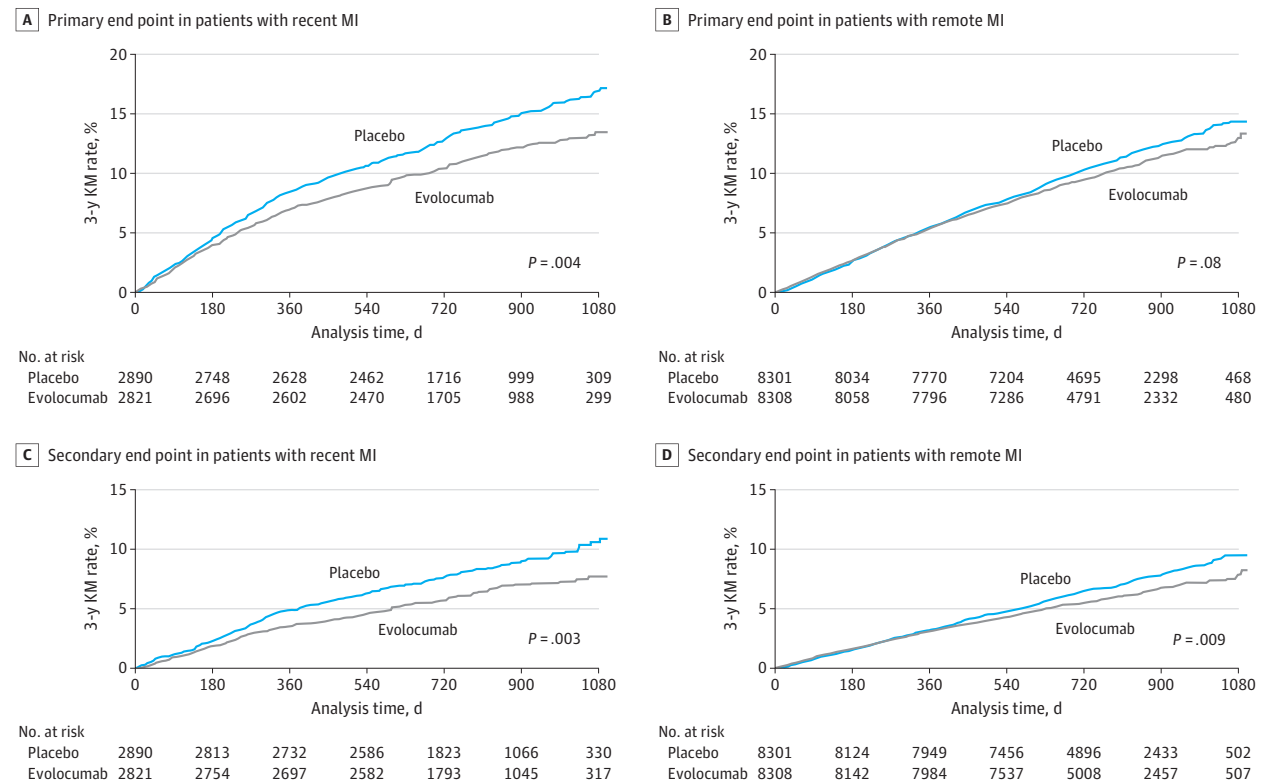 A Primary end point in patients with recent MI
20
15
10
5
0
3-y KM rate, %
Placebo
Evolocumab
P = .004
0 180 360 540 720 900 1080
Analysis time, d
No. at risk
Placebo 2890 2748 2628 2462 1716 999 309
Evolocumab 2821 2696 2602 2470 1705 988 299
B Primary end point in patients with remote MI
20
15
10
5
0
3-y KM rate, %
Placebo
Evolocumab
P = .08
0 180 360 540 720 900 1080
Analysis time, d
No. at risk
Placebo 8301 8034 7770 7204 4695 2298 468
Evolocumab 8308 8058 7796 7286 4791 2332 480
C Secondary end point in patients with recent MI
15
10
5
0
3-y KM rate, %
Placebo
Evolocumab
P = .003
0 180 360 540 720 900 1080
Analysis time, d
No. at risk
Placebo 2890 2813 2732 2586 1823 1066 330
Evolocumab 2821 2754 2697 2582 1793 1045 317
D Secondary end point in patients with remote MI
15
10
5
0
3-y KM rate, %
Placebo
Evolocumab
P = .009
0 180 360 540 720 900 1080
Analysis time, d
No. at risk
Placebo 8301 8124 7949 7456 4896 2433 502
Evolocumab 8308 8142 7984 7537 5008 2457 507